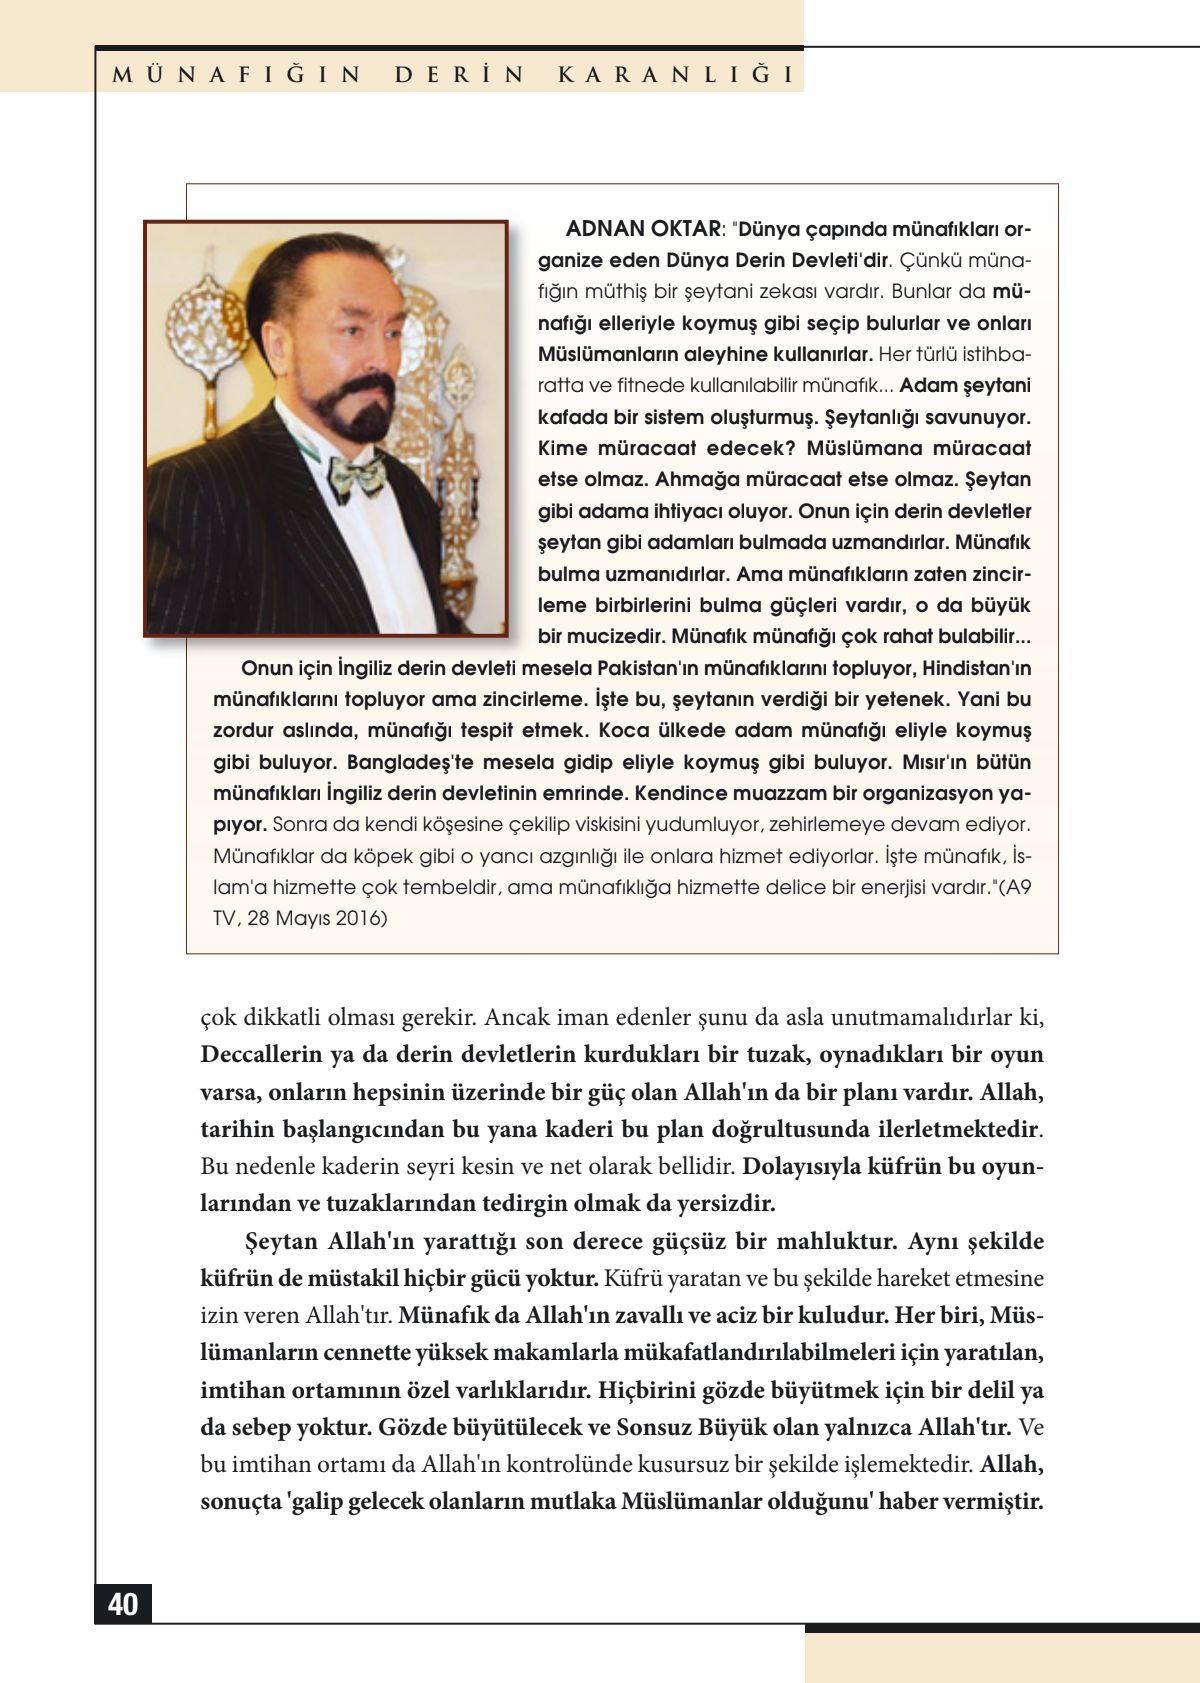 MÜNAFIĞIN DERİN KARANLIĞI
ADNAN OKTAR: "Dünya çapında münafıkları or-
ganize eden Dünya Derin Devleti'dir. Çünkü müna-
fığın müthiş bir şeytani zekası vardır. Bunlar da mü-
nafığı elleriyle koymuş gibi seçip bulurlar ve onları
Müslümanların aleyhine kullanırlar. Her türlü istihba-
ratta ve fitnede kullanılabilir münafık... Adam şeytani
kafada bir sistem oluşturmuş. Şeytanlığı savunuyor.
Kime müracaat edecek? Müslümana müracaat
etse olmaz. Ahmağa müracaat etse olmaz. Şeytan
gibi adama ihtiyacı oluyor. Onun için derin devletler
şeytan gibi adamları bulmada uzmandırlar. Münafık
bulma uzmanıdırlar. Ama münafıkların zaten zincir-
leme birbirlerini bulma güçleri vardır, o da büyük
bir mucizedir. Münafık münafığı çok rahat bulabilir...
Onun için İngiliz derin devleti mesela Pakistan'ın münafıklarını topluyor, Hindistan'ın
münafıklarını topluyor ama zincirleme. İşte bu, şeytanın verdiği bir yetenek. Yani bu
zordur aslında, münafığı tespit etmek. Koca ülkede adam münafığı eliyle koymuş
gibi buluyor. Bangladeş'te mesela gidip eliyle koymuş gibi buluyor. Mısır'ın bütün
münafıkları İngiliz derin devletinin emrinde. Kendince muazzam bir organizasyon ya-
pıyor. Sonra da kendi köşesine çekilip viskisini yudumluyor, zehirlemeye devam ediyor.
Münafıklar da köpek gibi o yancı azgınlığı ile onlara hizmet ediyorlar. İşte münafık, İs-
lam'a hizmette çok tembeldir, ama münafıklığa hizmette delice bir enerjisi vardır."(A9
TV, 28 Mayıs 2016)
çok dikkatli olması gerekir. Ancak iman edenler şunu da asla unutmamalıdırlar ki,
Deccallerin ya da derin devletlerin kurdukları bir tuzak, oynadıkları bir oyun
varsa, onların hepsinin üzerinde bir güç olan Allah'ın da bir planı vardır. Allah,
tarihin başlangıcından bu yana kaderi bu plan doğrultusunda ilerletmektedir.
Bu nedenle kaderin seyri kesin ve net olarak bellidir. Dolayısıyla küfrün bu oyun-
larından ve tuzaklarından tedirgin olmak da yersizdir.
Şeytan Allah'ın yarattığı son derece güçsüz bir mahluktur. Aynı şekilde
küfrün de müstakil hiçbir gücü yoktur. Küfrü yaratan ve bu şekilde hareket etmesine
izin veren Allah'tır. Münafık da Allah'ın zavallı ve aciz bir kuludur. Her biri, Müs-
lümanların cennette yüksek makamlarla mükafatlandırılabilmeleri için yaratılan,
imtihan ortamının özel varlıklarıdır. Hiçbirini gözde büyütmek için bir delil ya
da sebep yoktur. Gözde büyütülecek ve Sonsuz Büyük olan yalnızca Allah'tır. Ve
bu imtihan ortamı da Allah'ın kontrolünde kusursuz bir şekilde işlemektedir. Allah,
sonuçta 'galip gelecek olanların mutlaka Müslümanlar olduğunu' haber vermiştir.
40